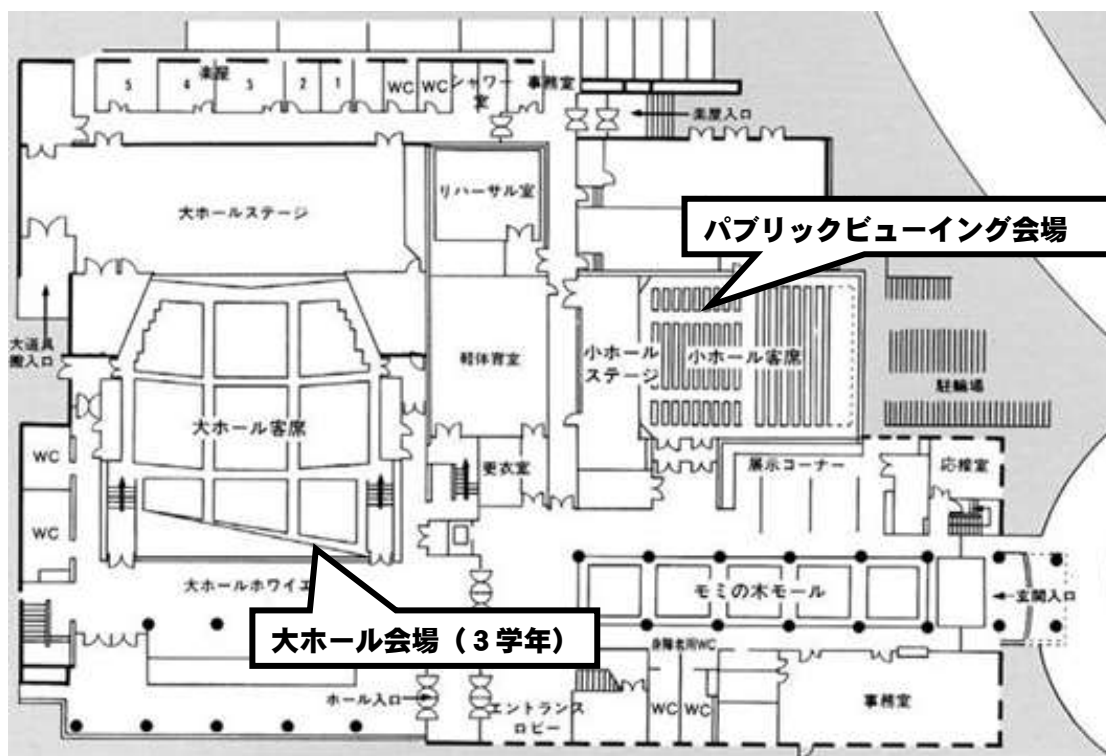 楽屋
5
4
3
2
1
WC
WC
シャワー
室
事務室
楽屋入口
大ホールステージ
リハーサル室
パブリックビューイング会場
大道具
搬入口
軽体育室
小ホール
ステージ
小ホール客席
駐輪場
大ホール客席
WC
更衣室
展示コーナー
応接室
WC
大ホールホワイエ
モミの木モール
玄関入口
大ホール会場（３学年）
身障者用WC
ホール入口
エントランス
ロビー
WC
WC
事務室